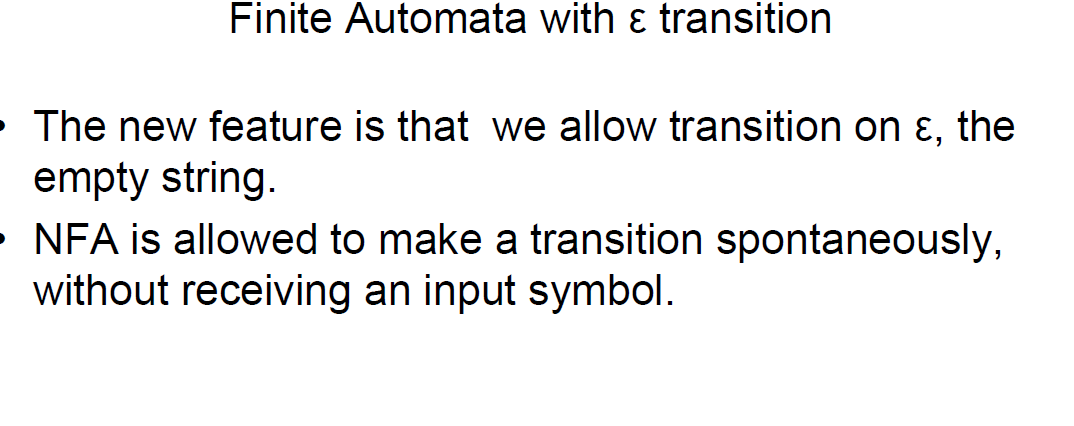 Finite Automata with ε transition
• The new feature is that we allow transition on ε, the
empty string.
• NFA is allowed to make a transition spontaneously,
without receiving an input symbol.